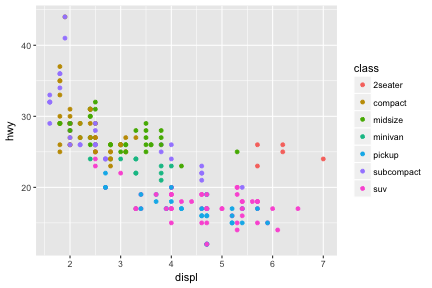 hwy
40
30
20
2
3
4
5
6
7
displ
class
2seater
compact
midsize
minivan
pickup
subcompact
suv